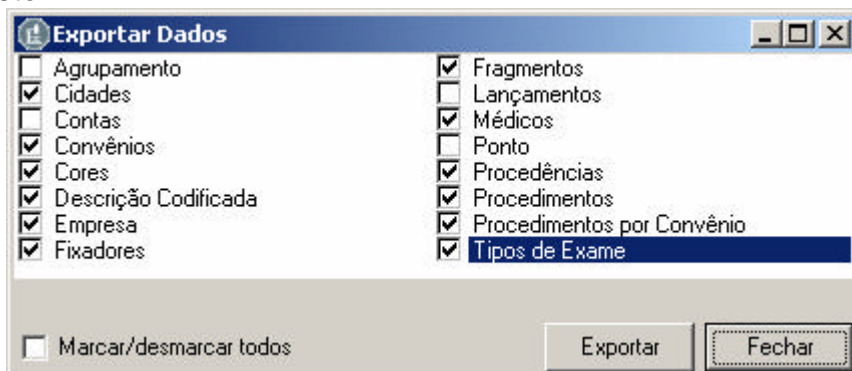 Exportar Dados
Agrupamento
Cidades
Contas
Convênios
Cores
Descrição Codificada
Empresa
Fixadores
Fragmentos
Lançamentos
Médicos
Ponto
Procedências
Procedimentos
Procedimentos por Convênio
Tipos de Exame
Marcar/desmarcar todos
Exportar
Fechar